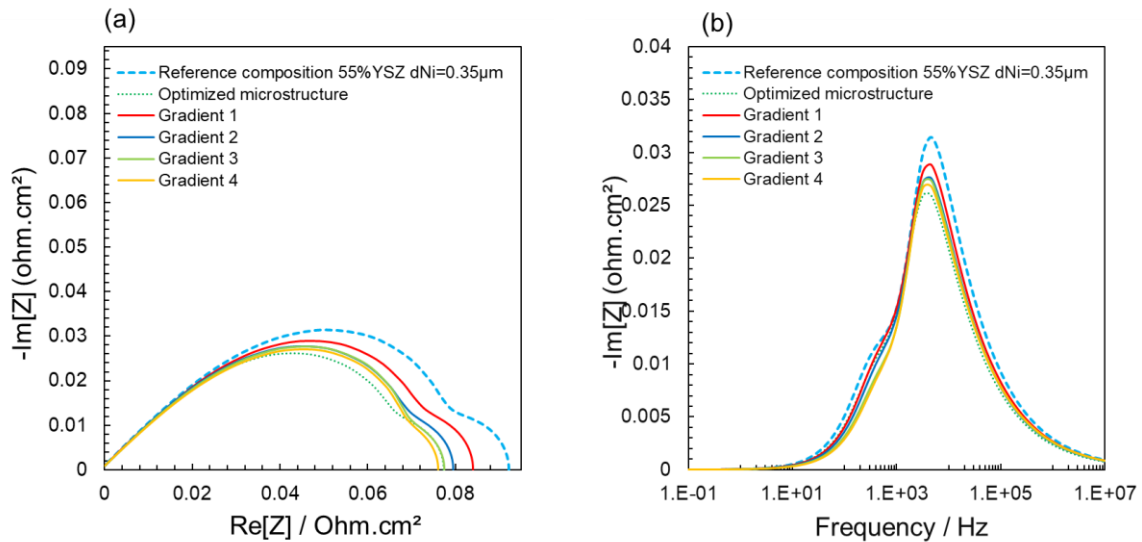 (a)
0.09
0.08
0.07
0.06
0.05
0.04
0.03
0.02
0.01
0
-Im[Z] (ohm.cm²)
Reference composition 55%YSZ dNi=0.35µm
Optimized microstructure
Gradient 1
Gradient 2
Gradient 3
Gradient 4
0 0.02 0.04 0.06 0.08
Re[Z] / Ohm.cm²
(b)
0.04
0.035
0.03
0.025
0.02
0.015
0.01
0.005
0
-Im[Z] (ohm.cm²)
Reference composition 55%YSZ dNi=0.35µm
Optimized microstructure
Gradient 1
Gradient 2
Gradient 3
Gradient 4
1.E-01 1.E+01 1.E+03 1.E+05 1.E+07
Frequency / Hz